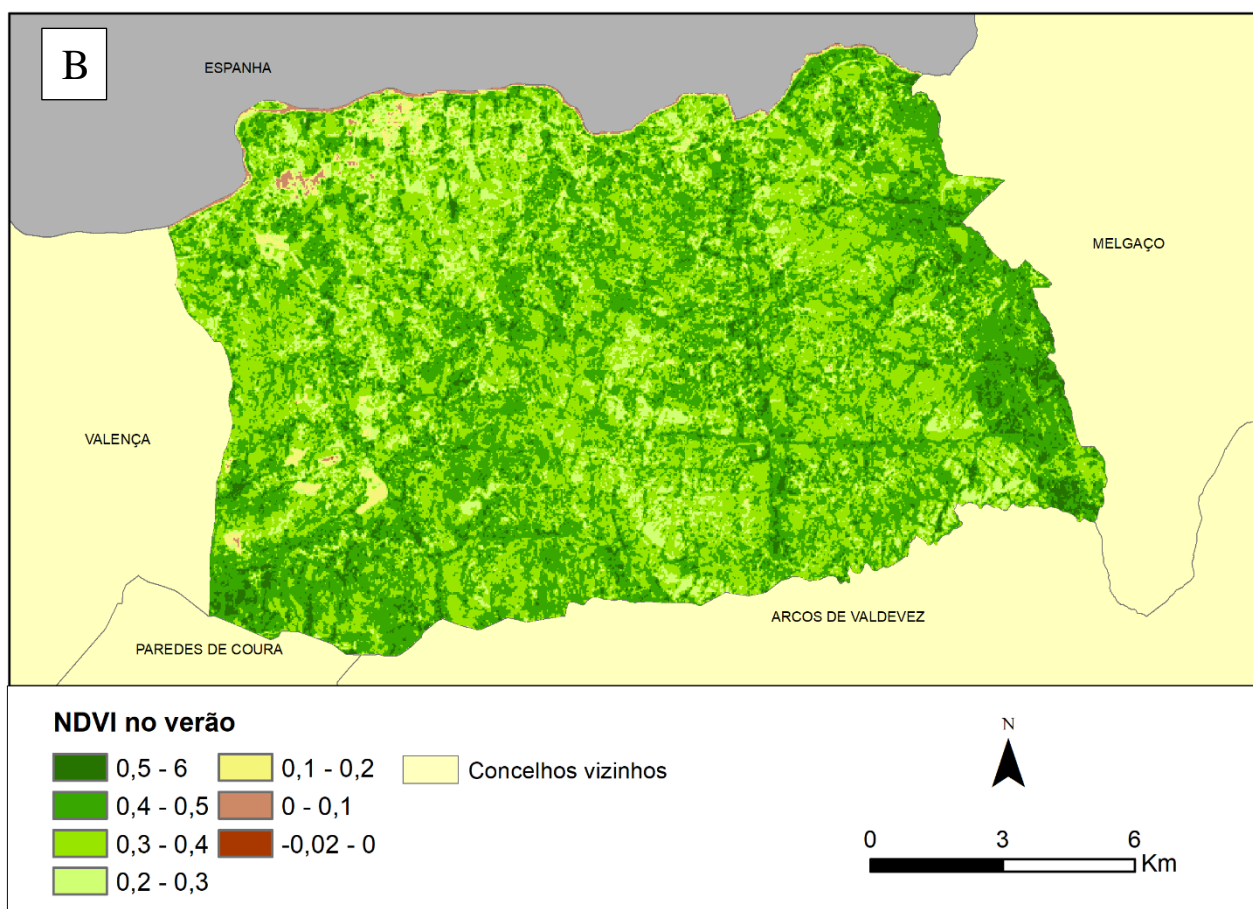 B
ESPANHA
MELGAÇO
VALENÇA
ARCOS DE VALDEVEZ
PAREDES DE COURA
NDVI no verão
0,5 - 6
0,4 - 0,5
0,3 - 0,4
0,2 - 0,3
0,1 - 0,2
0 - 0,1
-0,02 - 0
Concelhos vizinhos
N
0 3 6
Km